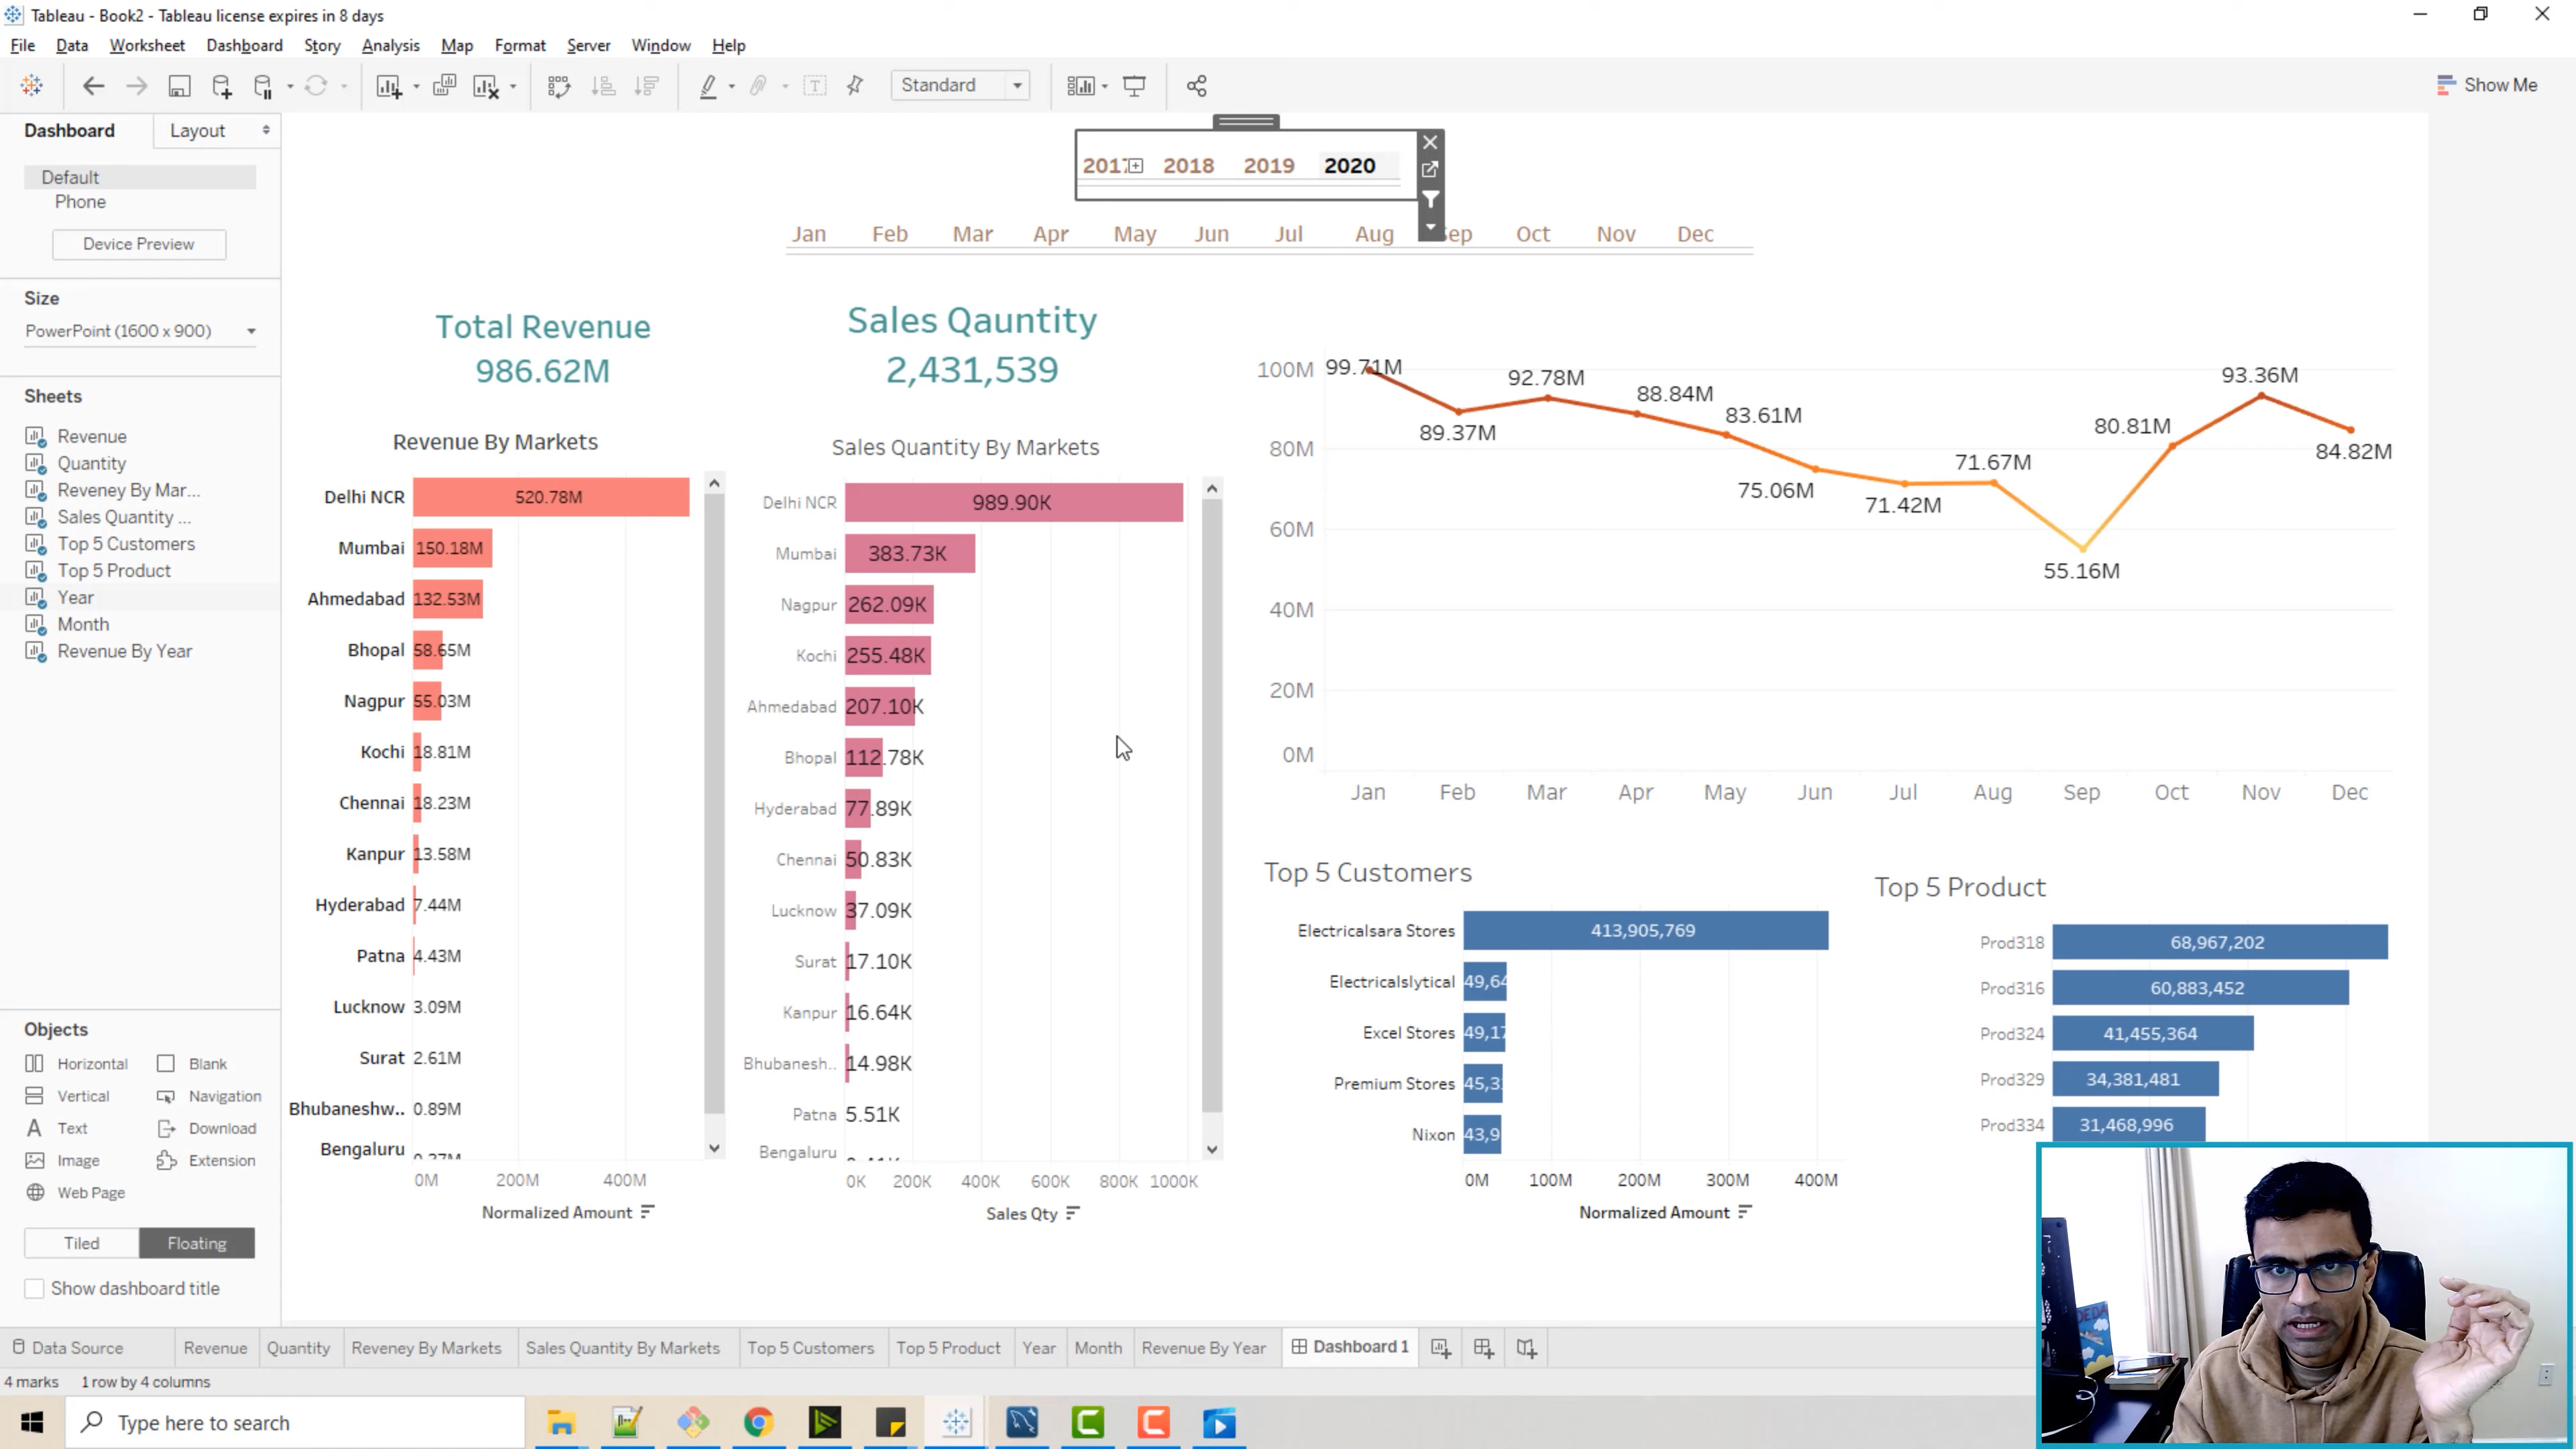 Tableau - Book2 - Tableau license expires in 8 days
File Data Worksheet Dashboard Story Analysis Map Format Server Window Help
Standard
Show Me
Dashboard Layout
Default
Phone
Device Preview
Size
PowerPoint (1600 x 900)
Sheets
Revenue
Quantity
Reveney By Mar...
Sales Quantity ...
Top 5 Customers
Top 5 Product
Year
Month
Revenue By Year
Objects
Horizontal Blank
Vertical Navigation
Text Download
Image Extension
Web Page
Tiled Floating
Show dashboard title
2017 2018 2019 2020
Jan Feb Mar Apr May Jun Jul Aug Sep Oct Nov Dec
Total Revenue
986.62M
Sales Qauntity
2,431,539
Revenue By Markets
Delhi NCR 520.78M
Mumbai 150.18M
Ahmedabad 132.53M
Bhopal 58.65M
Nagpur 55.03M
Kochi 18.81M
Chennai 18.23M
Kanpur 13.58M
Hyderabad 7.44M
Patna 4.43M
Lucknow 3.09M
Surat 2.61M
Bhubaneshw.. 0.89M
Bengaluru
0M 200M 400M
Normalized Amount
Sales Quantity By Markets
Delhi NCR 989.90K
Mumbai 383.73K
Nagpur 262.09K
Kochi 255.48K
Ahmedabad 207.10K
Bhopal 112.78K
Hyderabad 77.89K
Chennai 50.83K
Lucknow 37.09K
Surat 17.10K
Kanpur 16.64K
Bhubanesh.. 14.98K
Patna 5.51K
Bengaluru
0K 200K 400K 600K 800K 1000K
Sales Qty
100M
80M
60M
40M
20M
0M
99.71M
89.37M
92.78M
88.84M
83.61M
75.06M
71.42M
71.67M
55.16M
80.81M
93.36M
84.82M
Jan Feb Mar Apr May Jun Jul Aug Sep Oct Nov Dec
Top 5 Customers
Electricalsara Stores 413,905,769
Electricalslytical 49,64
Excel Stores 49,17
Premium Stores 45,3
Nixon 43,9
0M 100M 200M 300M 400M
Normalized Amount
Top 5 Product
Prod318 68,967,202
Prod316 60,883,452
Prod324 41,455,364
Prod329 34,381,481
Prod334 31,468,996
Data Source Revenue Quantity Reveney By Markets Sales Quantity By Markets Top 5 Customers Top 5 Product Year Month Revenue By Year Dashboard 1
4 marks 1 row by 4 columns
Type here to search